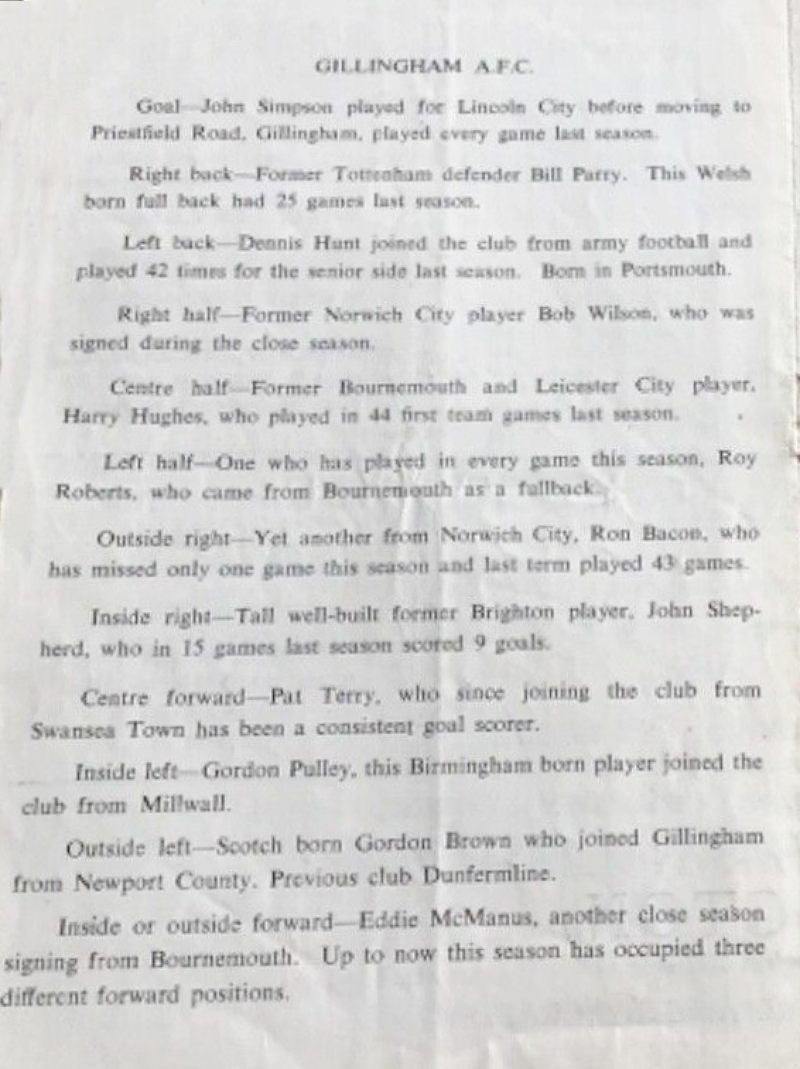 GILLINGHAM A.F.C.
Goal—John Simpson played for Lincoln City before moving to
Priestfield Road, Gillingham, played every game last season.
Right back—Former Tottenham defender Bill Parry. This Welsh
born full back had 25 games last season.
Left back—Dennis Hunt joined the club from army football and
played 42 times for the senior side last season. Born in Portsmouth.
Right half—Former Norwich City player Bob Wilson, who was
signed during the close season.
Centre half—Former Bournemouth and Leicester City player,
Harry Hughes, who played in 44 first team games last season.
Left half—One who has played in every game this season, Roy
Roberts, who came from Bournemouth as a fullback.
Outside right—Yet another from Norwich City, Ron Bacon, who
has missed only one game this season and last term played 43 games.
Inside right—Tall well-built former Brighton player, John Shep-
herd, who in 15 games last season scored 9 goals.
Centre forward—Pat Terry, who since joining the club from
Swansea Town has been a consistent goal scorer.
Inside left—Gordon Pulley, this Birmingham born player joined the
club from Millwall.
Outside left—Scotch born Gordon Brown who joined Gillingham
from Newport County. Previous club Dunfermline.
Inside or outside forward—Eddie McManus, another close season
signing from Bournemouth. Up to now this season has occupied three
different forward positions.